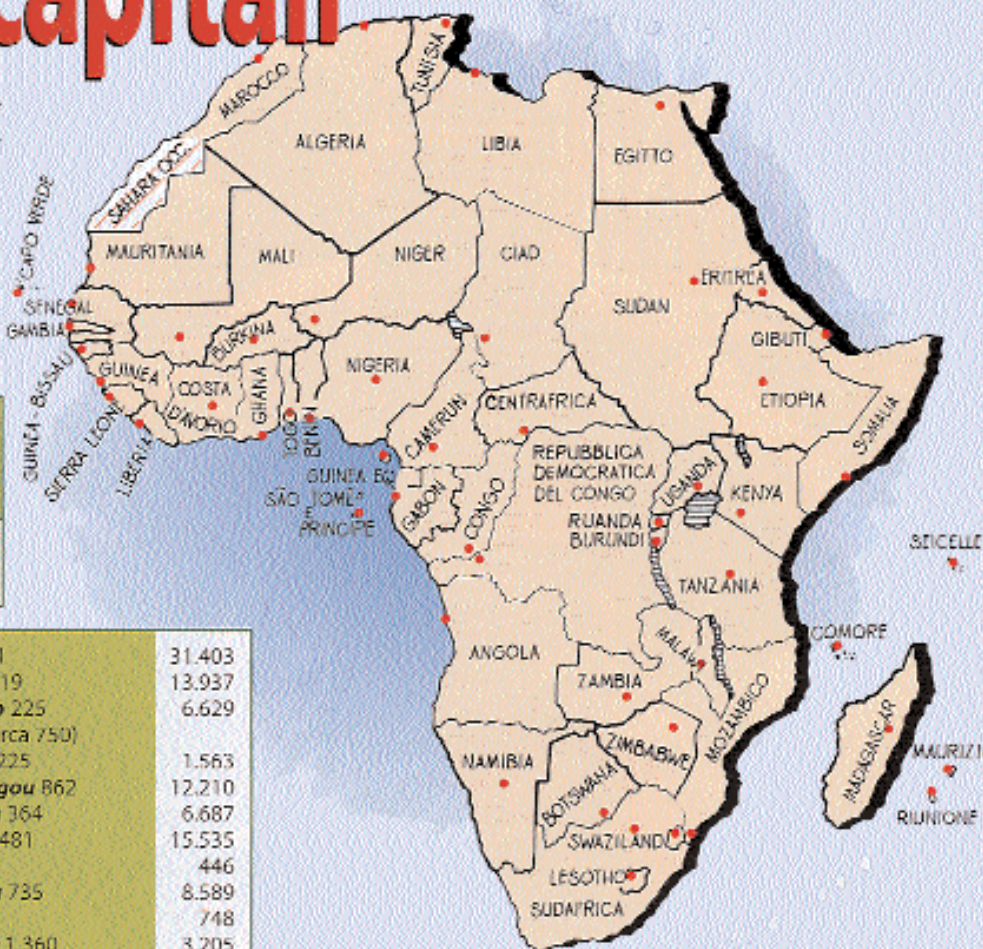 capitali
MAROCCO
TUNISIA
ALGERIA
LIBIA
EGITTO
SAHARA OCC.
CAPO VERDE
MAURITANIA
MALI
NIGER
CIAD
SUDAN
ERITREA
SENEGAL
GAMBIA
GUINEA - BISSAU
GUINEA
SIERRA LEONE
LIBERIA
BURKINA
COSTA
D'AVORIO
GHANA
TOGO
BENIN
NIGERIA
CAMERUN
CENTRAFRICA
GIBUTI
ETIOPIA
SOMALIA
GUINEA EQ.
SÃO TOMÉ
E
PRINCIPE
GABON
CONGO
REPUBBLICA
DEMOCRATICA
DEL CONGO
UGANDA
KENYA
RUANDA
BURUNDI
TANZANIA
SEICELLE
COMORE
ANGOLA
ZAMBIA
MALAWI
MOZAMBICO
ZIMBABWE
NAMIBIA
BOTSWANA
MADAGASCAR
MAURIZI
RIUNIONE
SWAZILAND
LESOTHO
SUDAFRICA
31.403
19 13.937
225 6.629
rca 750)
225 1.563
gou 862 12.210
364 6.687
481 15.535
446
735 8.589
748
1.360 3.205